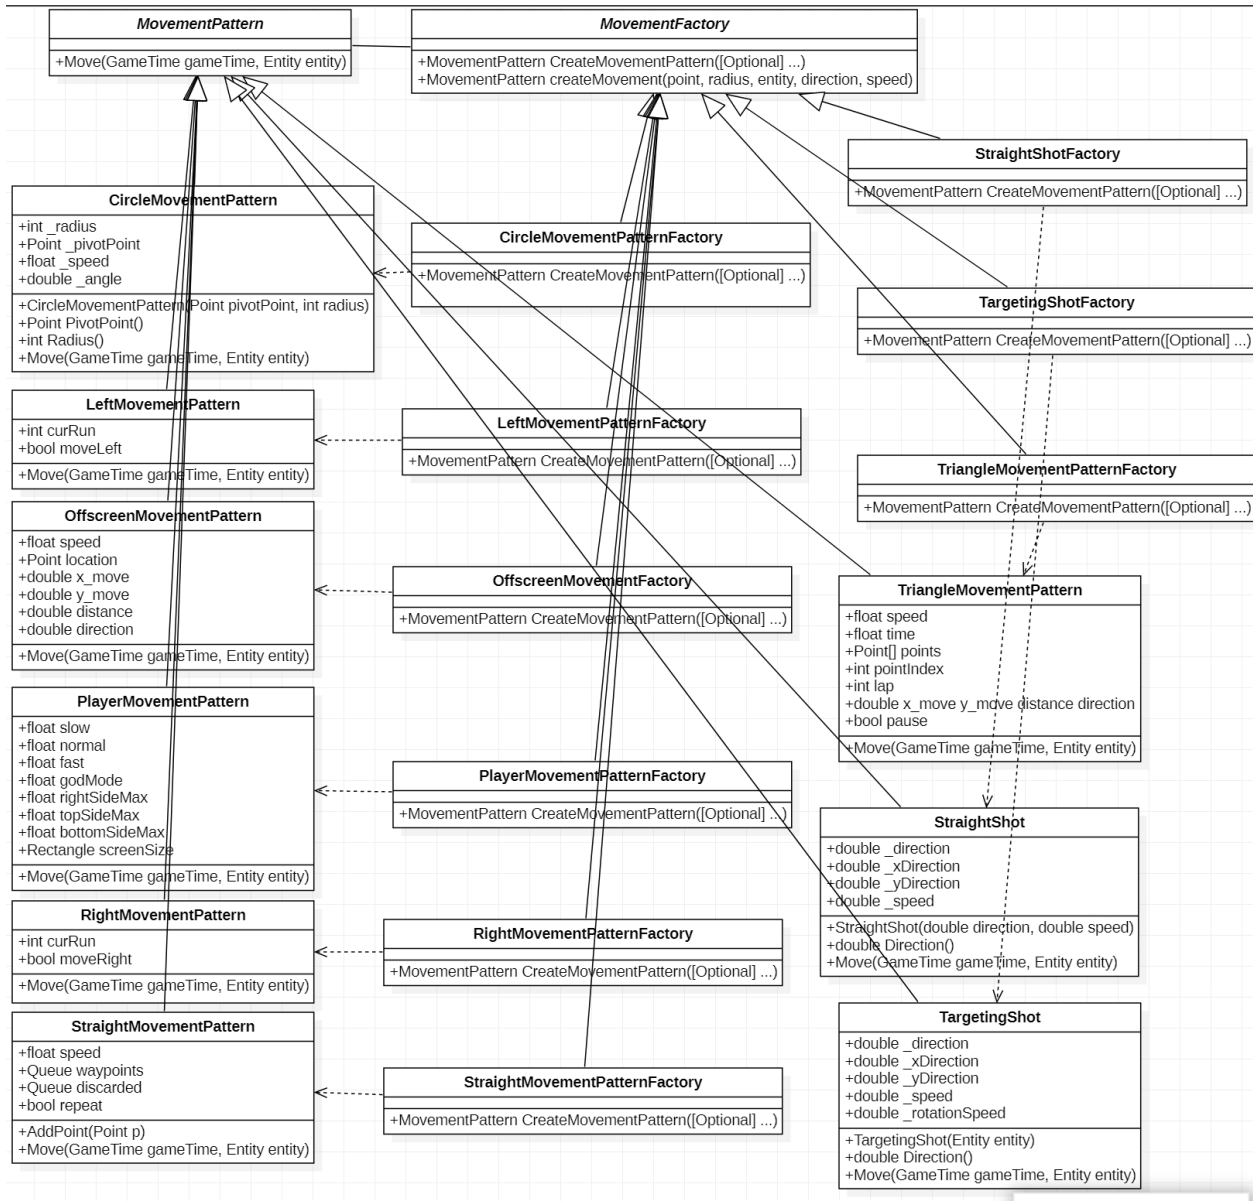 MovementPattern
+Move(GameTime gameTime, Entity entity)
MovementFactory
+MovementPattern CreateMovementPattern([Optional] ...)
+MovementPattern createMovement(point, radius, entity, direction, speed)
StraightShotFactory
+MovementPattern CreateMovementPattern([Optional] ...)
CircleMovementPattern
+int _radius
+Point _pivotPoint
+float _speed
+double _angle
+CircleMovementPattern(Point pivotPoint, int radius)
+Point PivotPoint()
+int Radius()
+Move(GameTime gameTime, Entity entity)
CircleMovementPatternFactory
+MovementPattern CreateMovementPattern([Optional] ...)
TargetingShotFactory
+MovementPattern CreateMovementPattern([Optional] ...)
LeftMovementPattern
+int curRun
+bool moveLeft
+Move(GameTime gameTime, Entity entity)
LeftMovementPatternFactory
+MovementPattern CreateMovementPattern([Optional] ...)
TriangleMovementPatternFactory
+MovementPattern CreateMovementPattern([Optional] ...)
OffscreenMovementPattern
+float speed
+Point location
+double x_move
+double y_move
+double distance
+double direction
+Move(GameTime gameTime, Entity entity)
OffscreenMovementFactory
+MovementPattern CreateMovementPattern([Optional] ...)
TriangleMovementPattern
+float speed
+float time
+Point[] points
+int pointIndex
+int lap
+double x_move y_move distance direction
+bool pause
+Move(GameTime gameTime, Entity entity)
PlayerMovementPattern
+float slow
+float normal
+float fast
+float godMode
+float rightSideMax
+float topSideMax
+float bottomSideMax
+Rectangle screenSize
+Move(GameTime gameTime, Entity entity)
PlayerMovementPatternFactory
+MovementPattern CreateMovementPattern([Optional] ...)
StraightShot
+double _direction
+double _xDirection
+double _yDirection
+double _speed
+StraightShot(double direction, double speed)
+double Direction()
+Move(GameTime gameTime, Entity entity)
RightMovementPattern
+int curRun
+bool moveRight
+Move(GameTime gameTime, Entity entity)
RightMovementPatternFactory
+MovementPattern CreateMovementPattern([Optional] ...)
StraightMovementPattern
+float speed
+Queue waypoints
+Queue discarded
+bool repeat
+AddPoint(Point p)
+Move(GameTime gameTime, Entity entity)
StraightMovementPatternFactory
+MovementPattern CreateMovementPattern([Optional] ...)
TargetingShot
+double _direction
+double _xDirection
+double _yDirection
+double _speed
+double _rotationSpeed
+TargetingShot(Entity entity)
+double Direction()
+Move(GameTime gameTime, Entity entity)